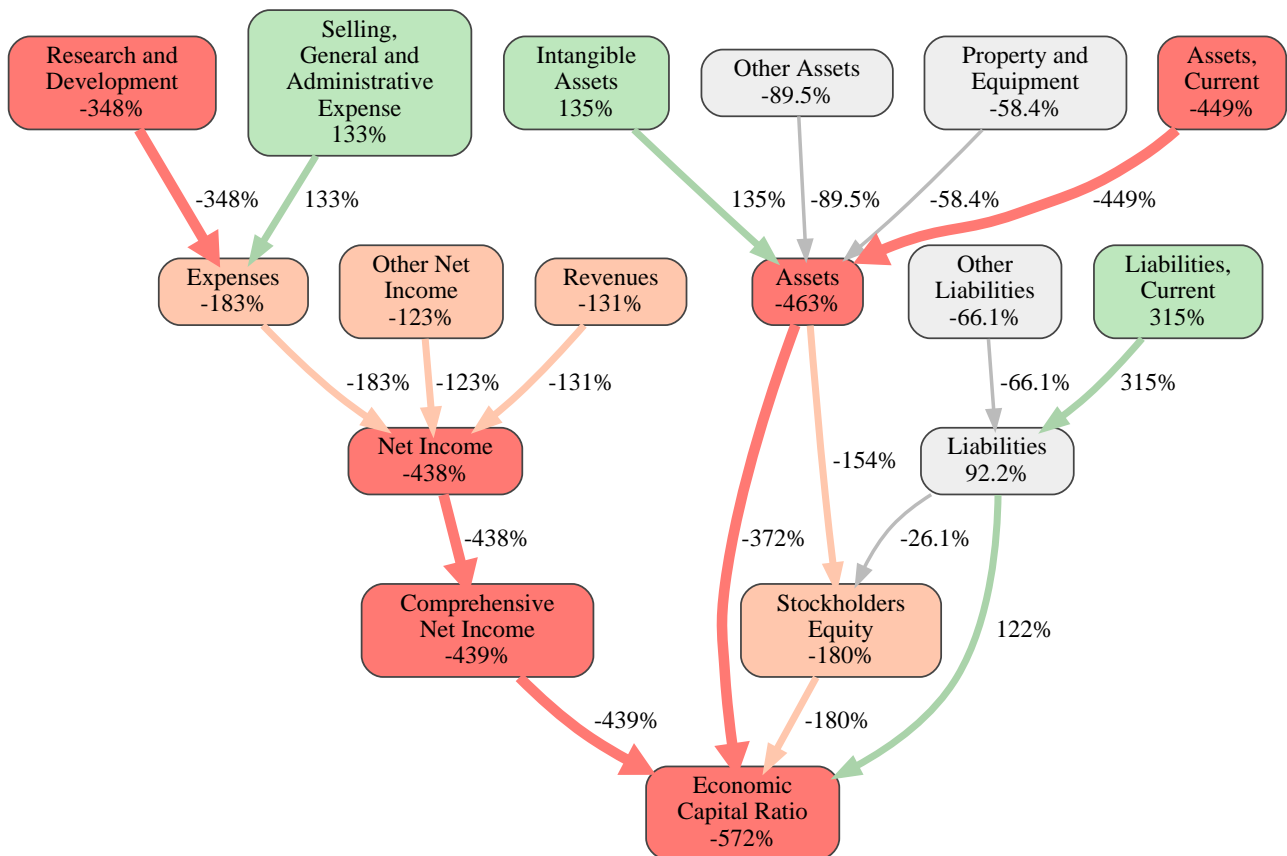 Research and
Development
-348%
Selling,
General and
Administrative
Expense
133%
Intangible
Assets
135%
Other Assets
-89.5%
Property and
Equipment
-58.4%
Assets,
Current
-449%
-348%
133%
135%
-89.5%
-58.4%
-449%
Expenses
-183%
Other Net
Income
-123%
Revenues
-131%
Assets
-463%
Other
Liabilities
-66.1%
Liabilities,
Current
315%
-183%
-123%
-131%
-66.1%
315%
Net Income
-438%
-154%
Liabilities
92.2%
-438%
-372%
-26.1%
Comprehensive
Net Income
-439%
Stockholders
Equity
-180%
122%
-439%
-180%
Economic
Capital Ratio
-572%